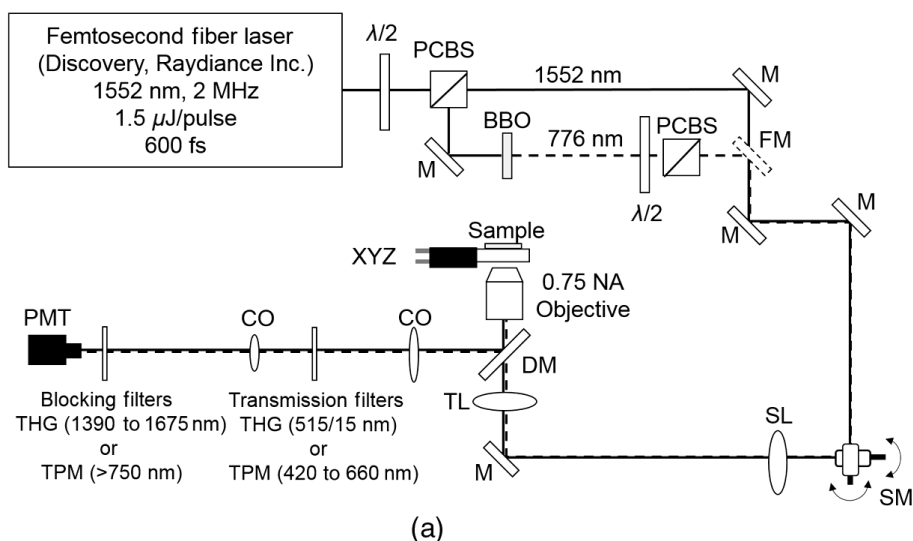 Femtosecond fiber laser
(Discovery, Raydiance Inc.)
1552 nm, 2 MHz
1.5 μJ/pulse
600 fs
λ/2
PCBS
1552 nm
M
BBO
776 nm
PCBS
FM
M
λ/2
M
M
Sample
XYZ
0.75 NA
Objective
PMT
CO
CO
DM
TL
Blocking filters
THG (1390 to 1675 nm)
or
TPM (>750 nm)
Transmission filters
THG (515/15 nm)
or
TPM (420 to 660 nm)
M
SL
SM
(a)